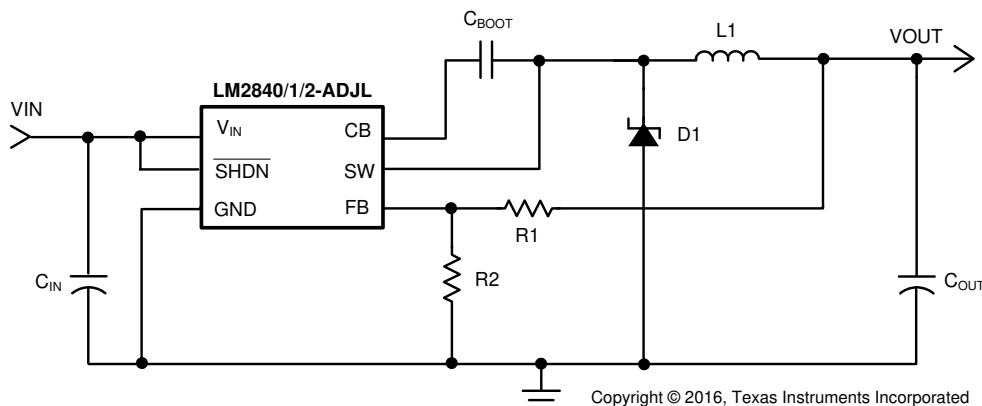 C_BOOT
L1
VOUT
LM2840/1/2-ADJL
VIN
V_IN
CB
SHDN
SW
D1
GND
FB
R1
C_IN
R2
C_OUT
Copyright © 2016, Texas Instruments Incorporated